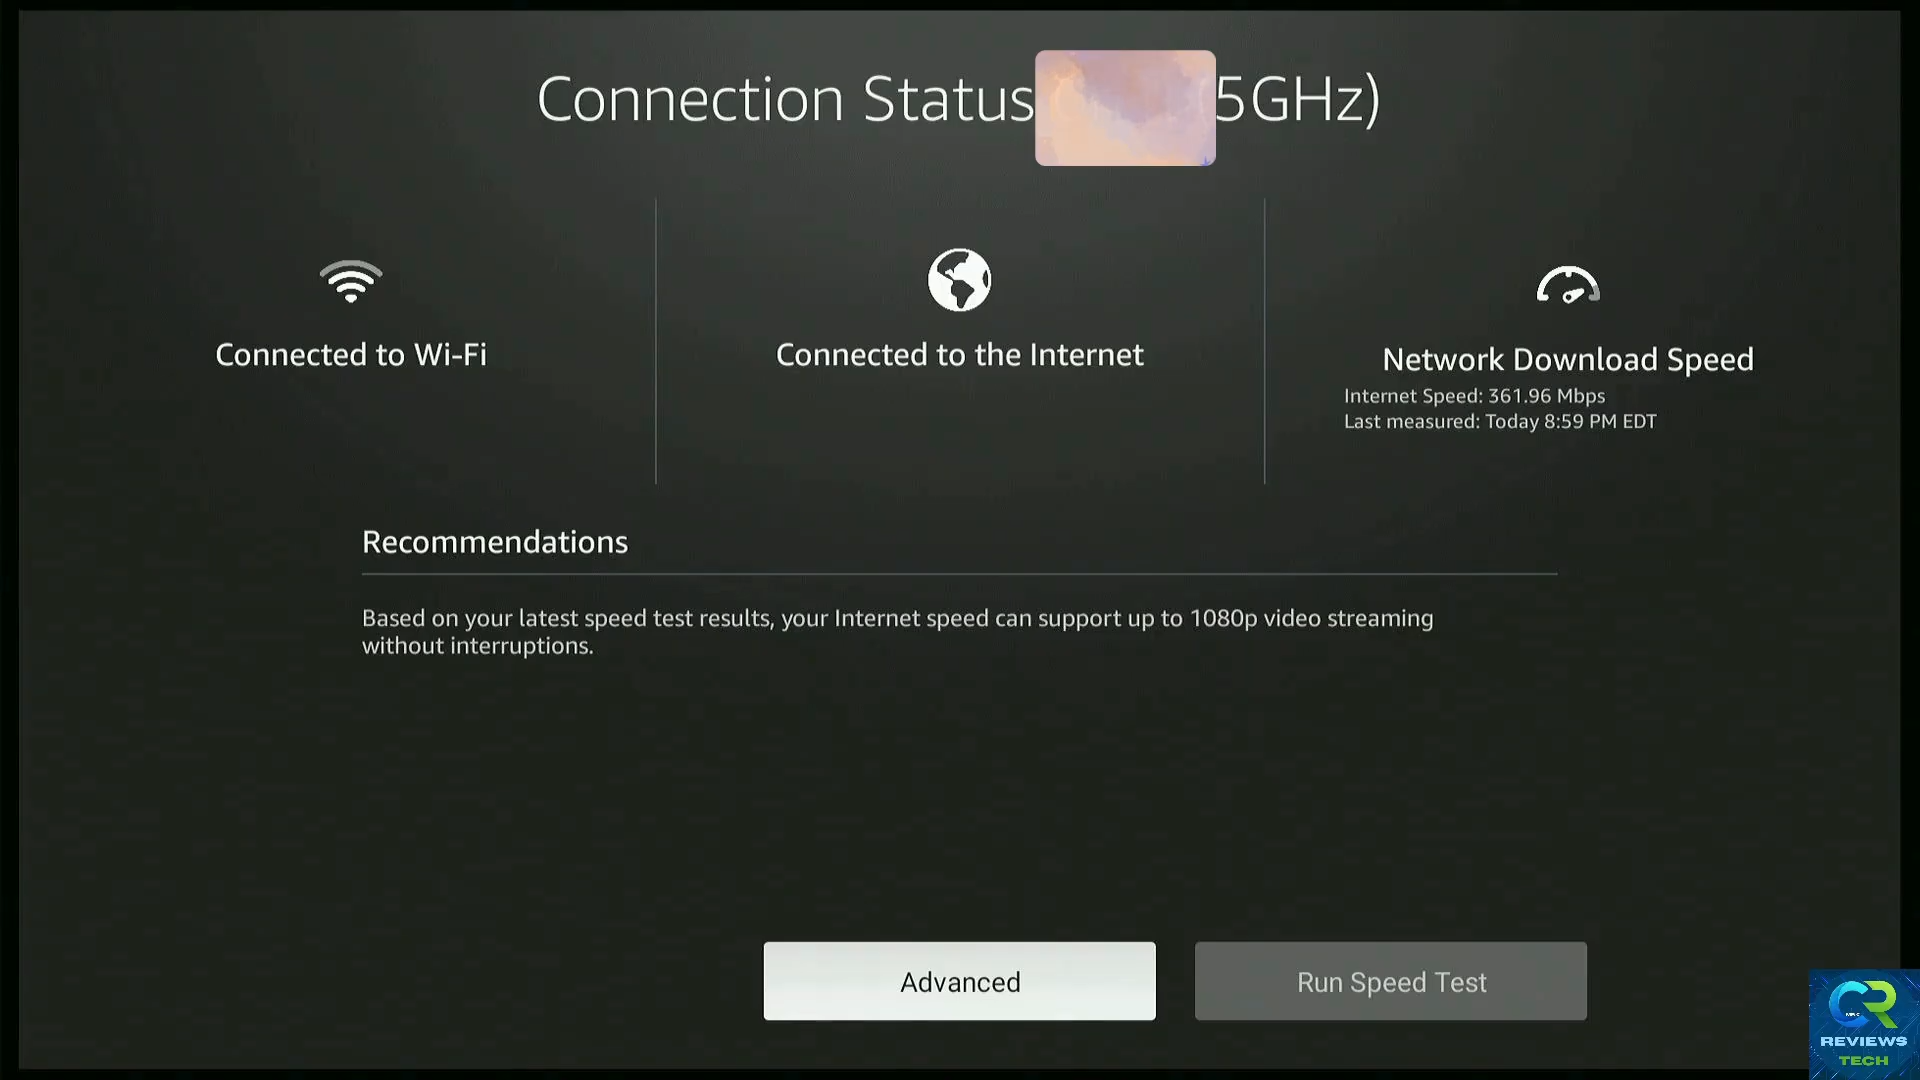 Connection Status 5GHz)
Connected to Wi-Fi
Connected to the Internet
Network Download Speed
Internet Speed: 361.96 Mbps
Last measured: Today 8:59 PM EDT
Recommendations
Based on your latest speed test results, your Internet speed can support up to 1080p video streaming
without interruptions.
Advanced
Run Speed Test
CR
REVIEWS
TECH